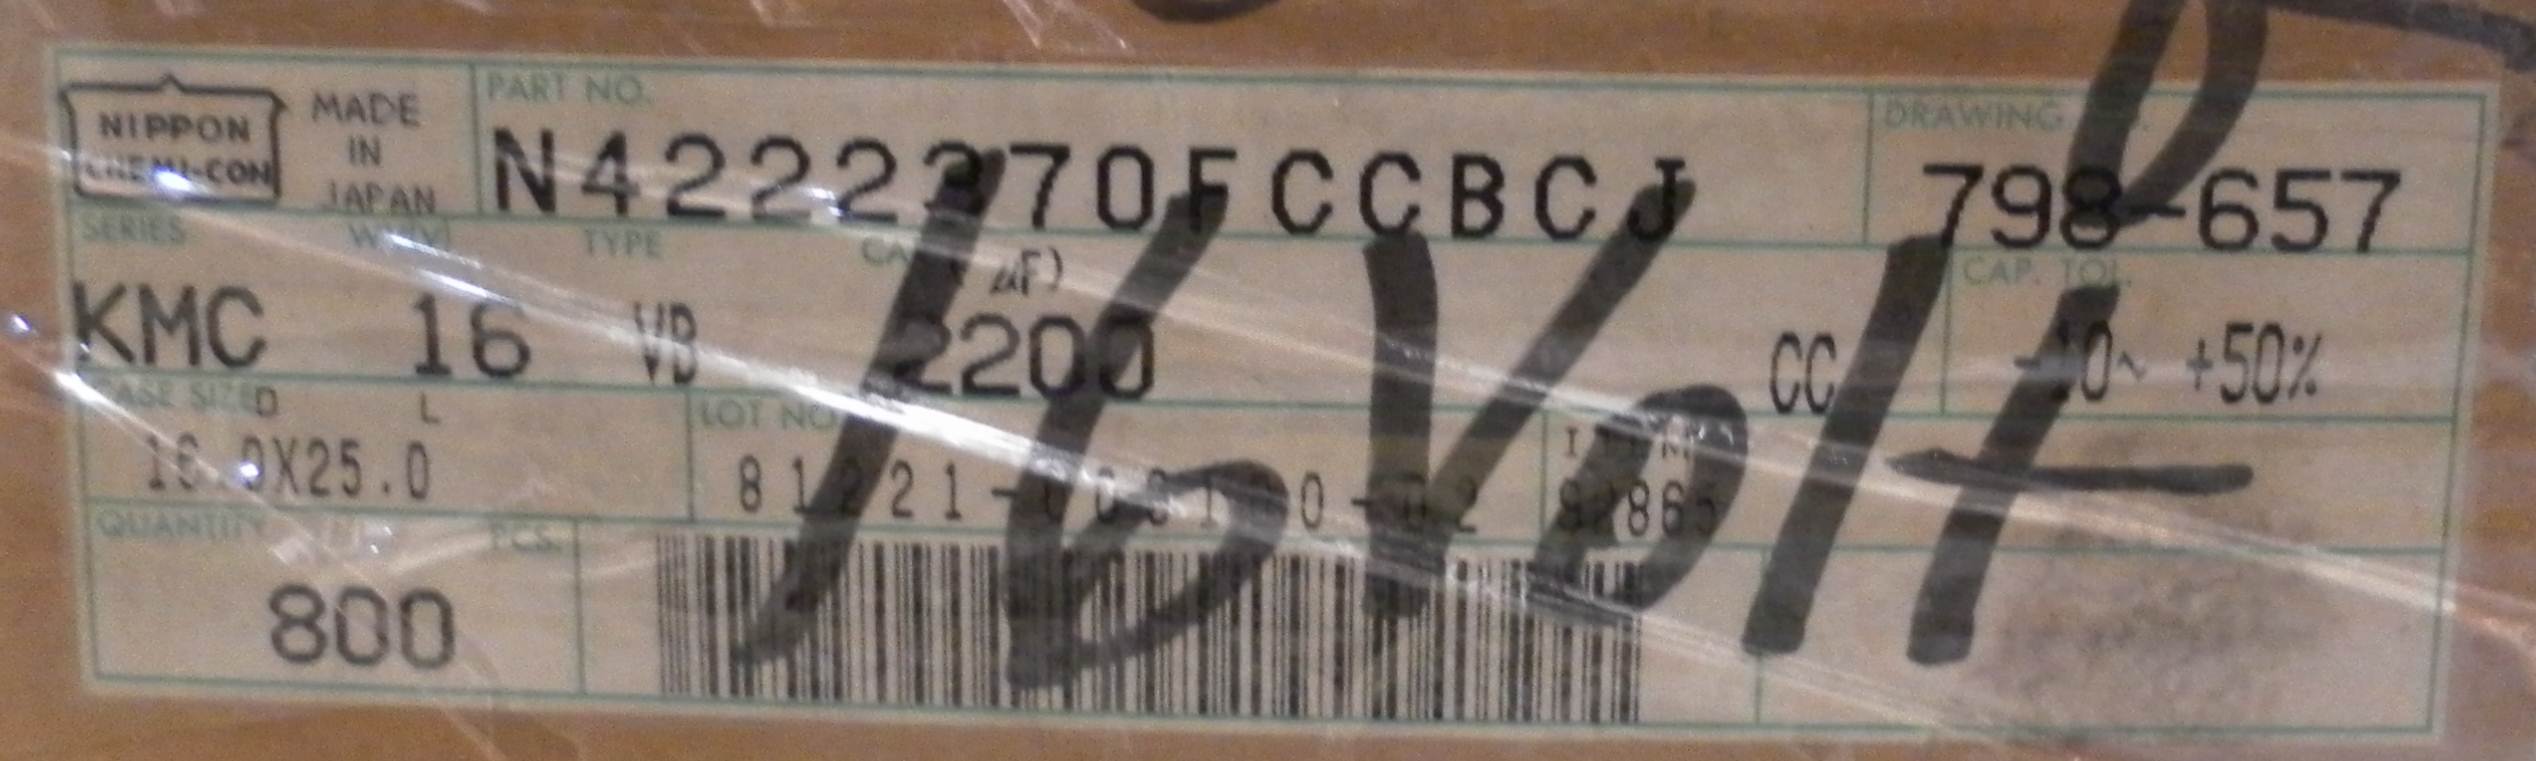 NIPPON
CHEMI-CON
MADE
IN
JAPAN
PART NO.
DRAWING
798-657
SERIES
TYPE
CAP. TOL.
KMC 16 VB 2200 CC -10~ +50%
16 Volt
CASE SIZE D L
LOT NO
16.0X25.0
QUANTITY PCS.
800